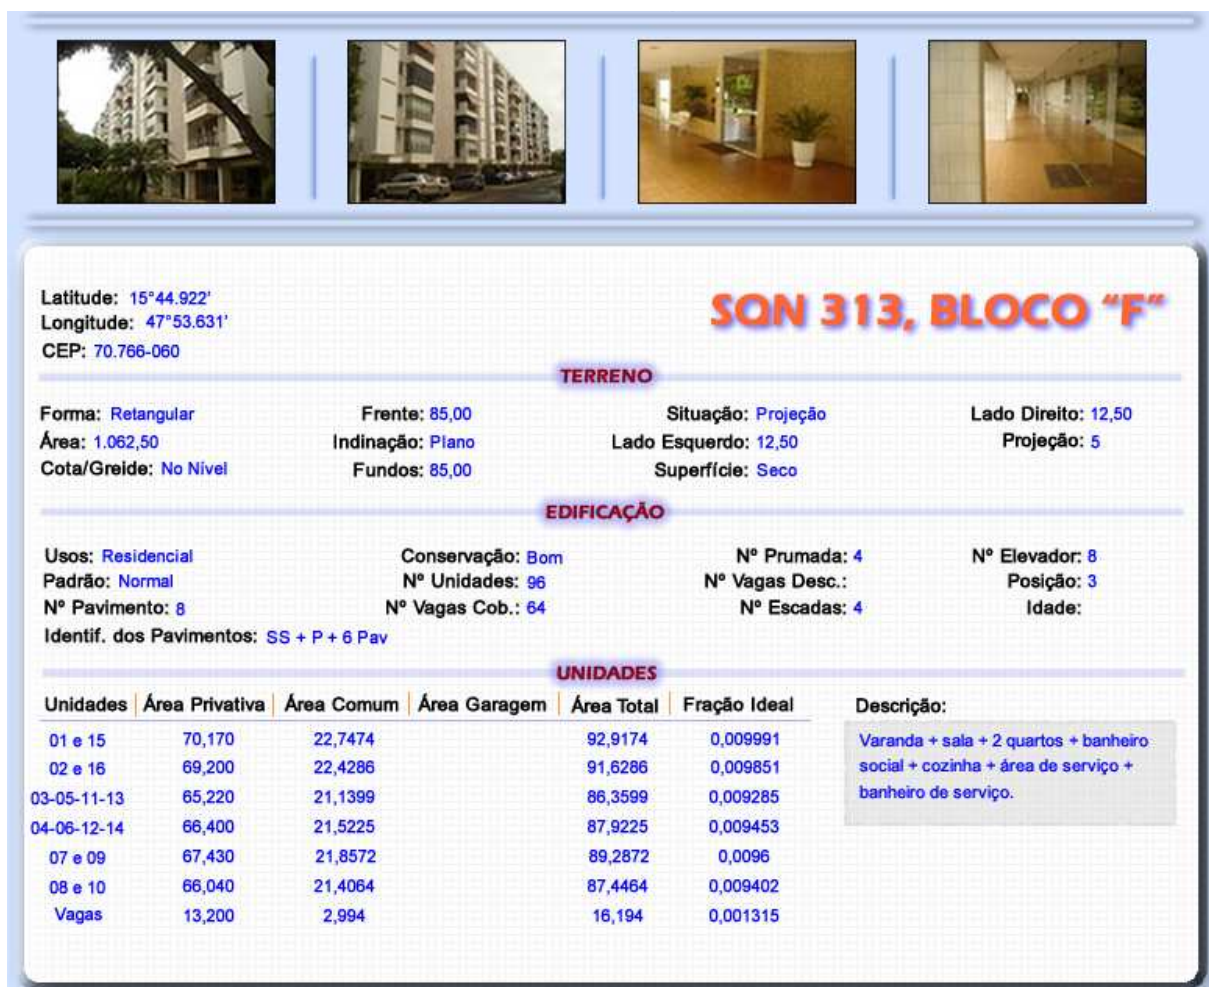 Latitude: 15°44.922'
Longitude: 47°53.631'
CEP: 70.766-060
SQN 313, BLOCO "F"
TERRENO
Forma: Retangular Frente: 85,00 Situação: Projeção Lado Direito: 12,50
Área: 1.062,50 Indinação: Plano Lado Esquerdo: 12,50 Projeção: 5
Cota/Greide: No Nível Fundos: 85,00 Superfície: Seco
EDIFICAÇÃO
Usos: Residencial Conservação: Bom Nº Prumada: 4 Nº Elevador: 8
Padrão: Normal Nº Unidades: 96 Nº Vagas Desc.: Posição: 3
Nº Pavimento: 8 Nº Vagas Cob.: 64 Nº Escadas: 4 Idade:
Identif. dos Pavimentos: SS + P + 6 Pav
UNIDADES
Unidades Área Privativa Área Comum Área Garagem Área Total Fração Ideal
01 e 15 70,170 22,7474 92,9174 0,009991
02 e 16 69,200 22,4286 91,6286 0,009851
03-05-11-13 65,220 21,1399 86,3599 0,009285
04-06-12-14 66,400 21,5225 87,9225 0,009453
07 e 09 67,430 21,8572 89,2872 0,0096
08 e 10 66,040 21,4064 87,4464 0,009402
Vagas 13,200 2,994 16,194 0,001315
Descrição:
Varanda + sala + 2 quartos + banheiro
social + cozinha + área de serviço +
banheiro de serviço.